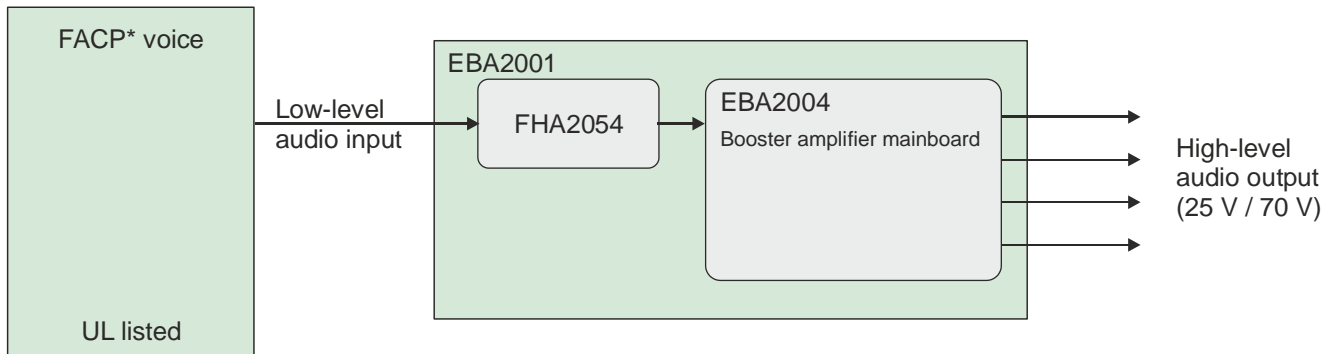 FACP* voice
UL listed
Low-level
audio input
EBA2001
FHA2054
EBA2004
Booster amplifier mainboard
High-level
audio output
(25 V / 70 V)